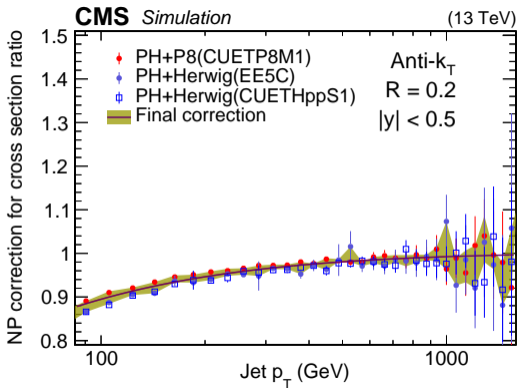 CMS Simulation (13 TeV)
NP correction for cross section ratio
1.5
1.4
1.3
1.2
1.1
1
0.9
0.8
PH+P8(CUETP8M1)
PH+Herwig(EE5C)
PH+Herwig(CUETHppS1)
Final correction
Anti-kT
R = 0.2
|y| < 0.5
100 1000
Jet pT (GeV)